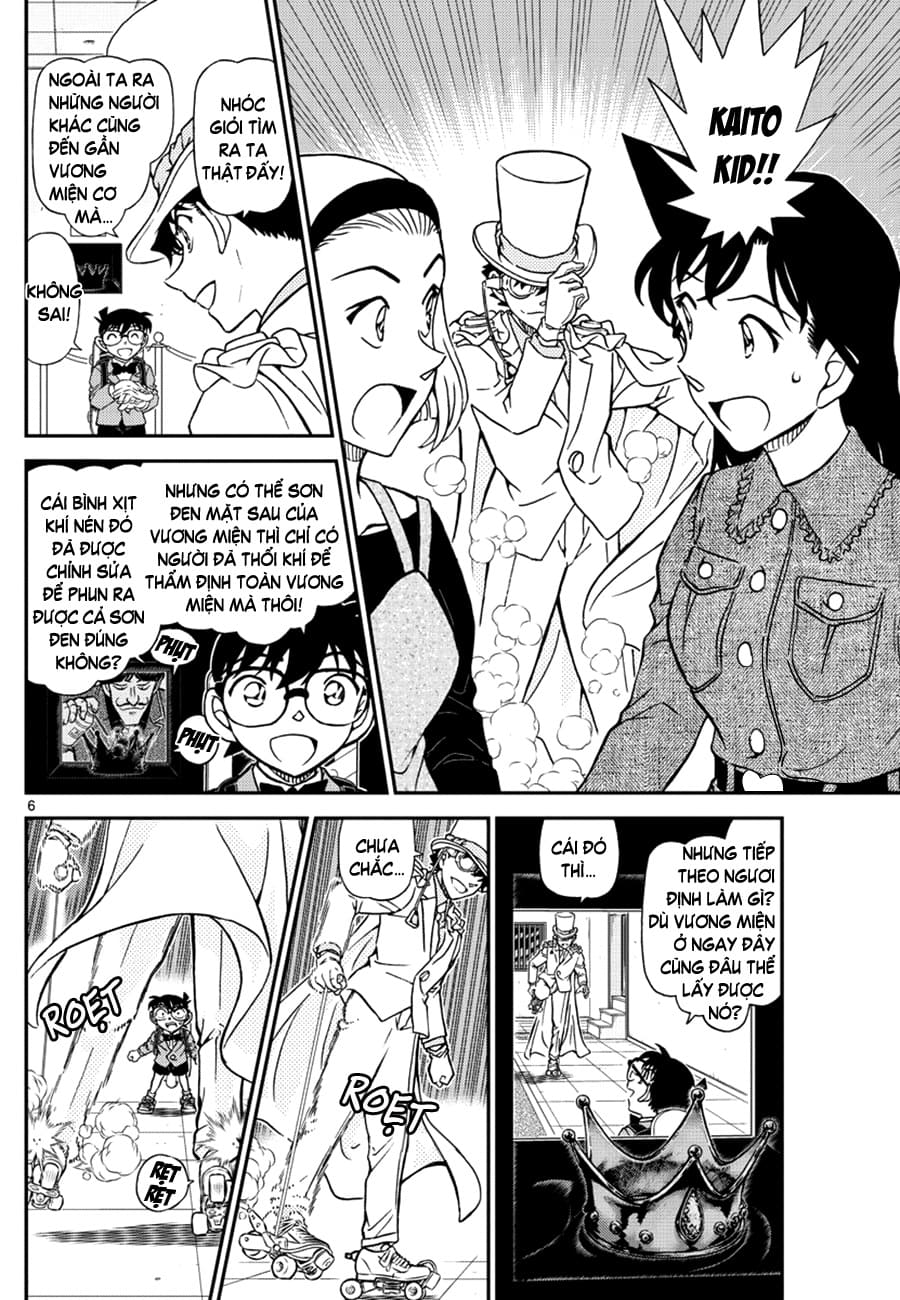 NGOÀI TA RA
NHỮNG NGƯỜI
KHÁC CŨNG
ĐẾN GẦN
VƯƠNG
MIỆN CƠ
MÀ...
NHÓC
GIỎI TÌM
RA TA
THẬT ĐẤY!
KHÔNG
SAI!
KAITO
KID!!
CÁI BÌNH XỊT
KHÍ NÉN ĐÓ
ĐÃ ĐƯỢC
CHỈNH SỬA
ĐỂ PHUN RA
ĐƯỢC CẢ SƠN
ĐEN ĐÚNG
KHÔNG?
NHƯNG CÓ THỂ SƠN
ĐEN MẶT SAU CỦA
VƯƠNG MIỆN THÌ CHỈ CÓ
NGƯỜI ĐÃ THỔI KHÍ ĐỂ
THẨM ĐỊNH TOÀN VƯƠNG
MIỆN MÀ THÔI!
PHỤT
PHỤT
6
ROẸT
RẸT
RẸT
CHƯA
CHẮC...
ROẸT
CÁI ĐÓ
THÌ...
NHƯNG TIẾP
THEO NGƯƠI
ĐỊNH LÀM GÌ?
DÙ VƯƠNG MIỆN
Ở NGAY ĐÂY
CŨNG ĐÂU THỂ
LẤY ĐƯỢC
NÓ?